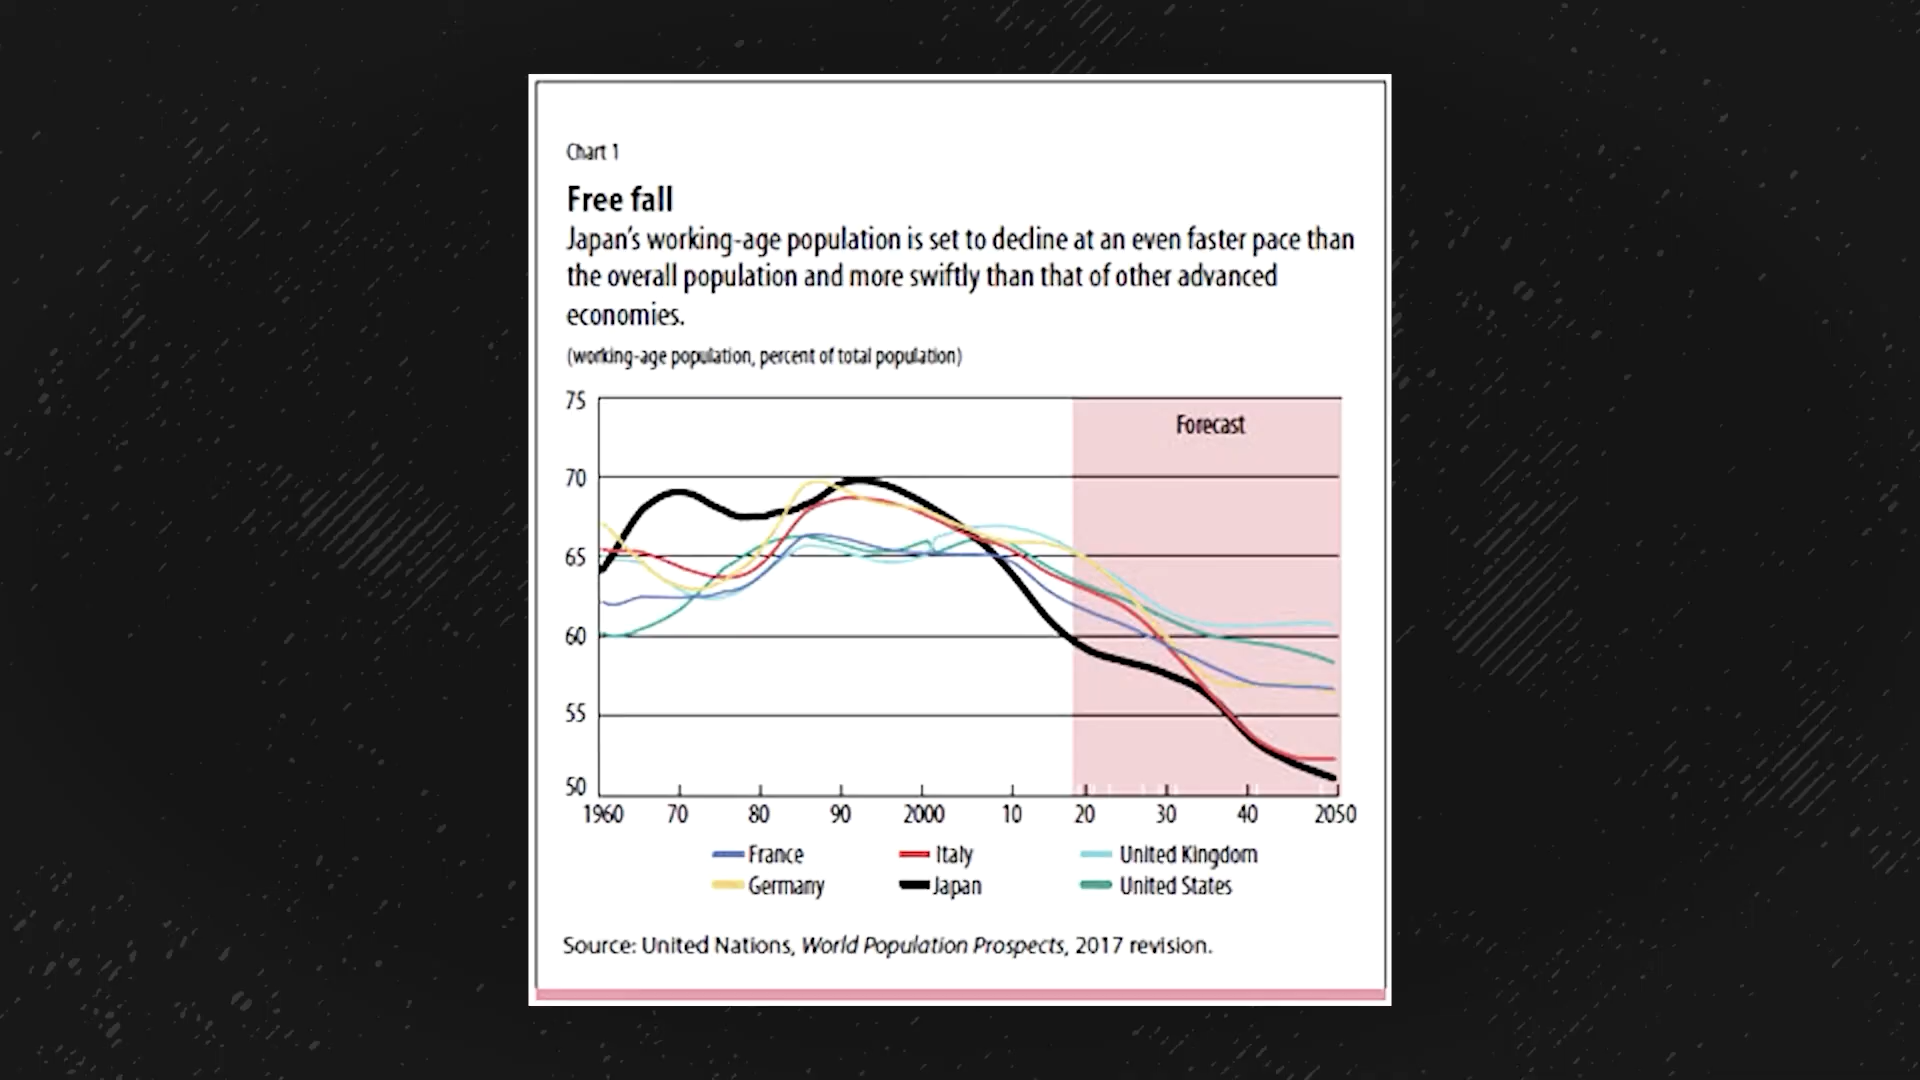 Chart 1
Free fall
Japan's working-age population is set to decline at an even faster pace than
the overall population and more swiftly than that of other advanced
economies.
(working-age population, percent of total population)
75
Forecast
70
65
60
55
50
1960 70 80 90 2000 10 20 30 40 2050
France Italy United Kingdom
Germany Japan United States
Source: United Nations, World Population Prospects, 2017 revision.